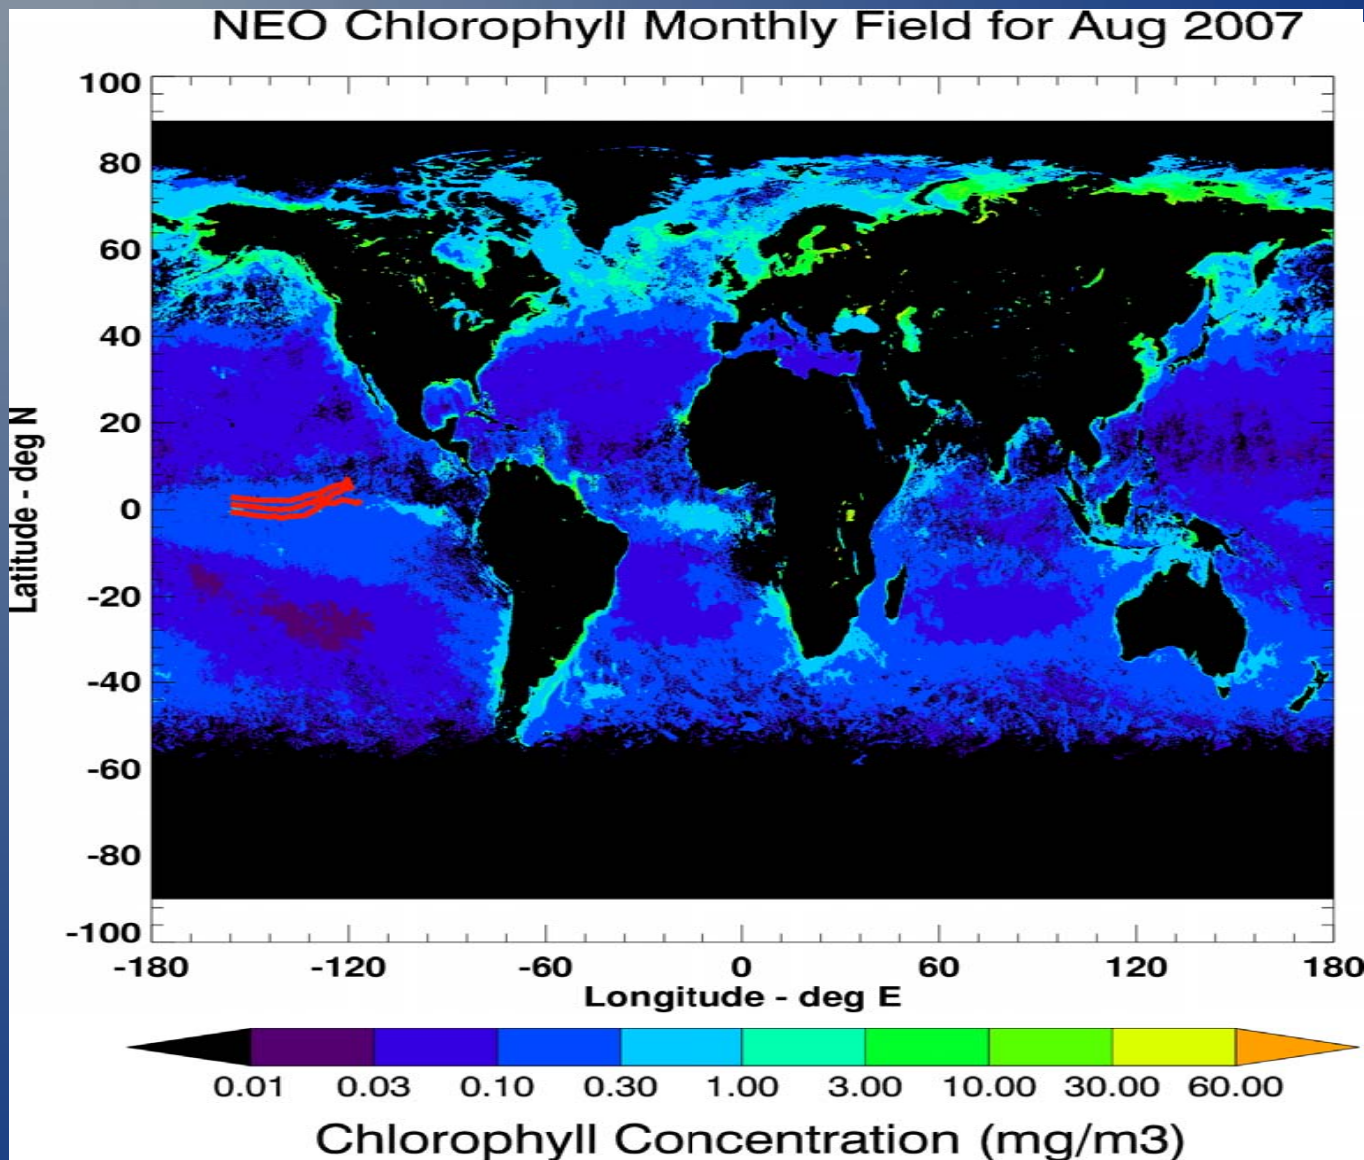 NEO Chlorophyll Monthly Field for Aug 2007
100
80
60
40
20
0
-20
-40
-60
-80
-100
Latitude - deg N
-180 -120 -60 0 60 120 180
Longitude - deg E
0.01 0.03 0.10 0.30 1.00 3.00 10.00 30.00 60.00
Chlorophyll Concentration (mg/m3)